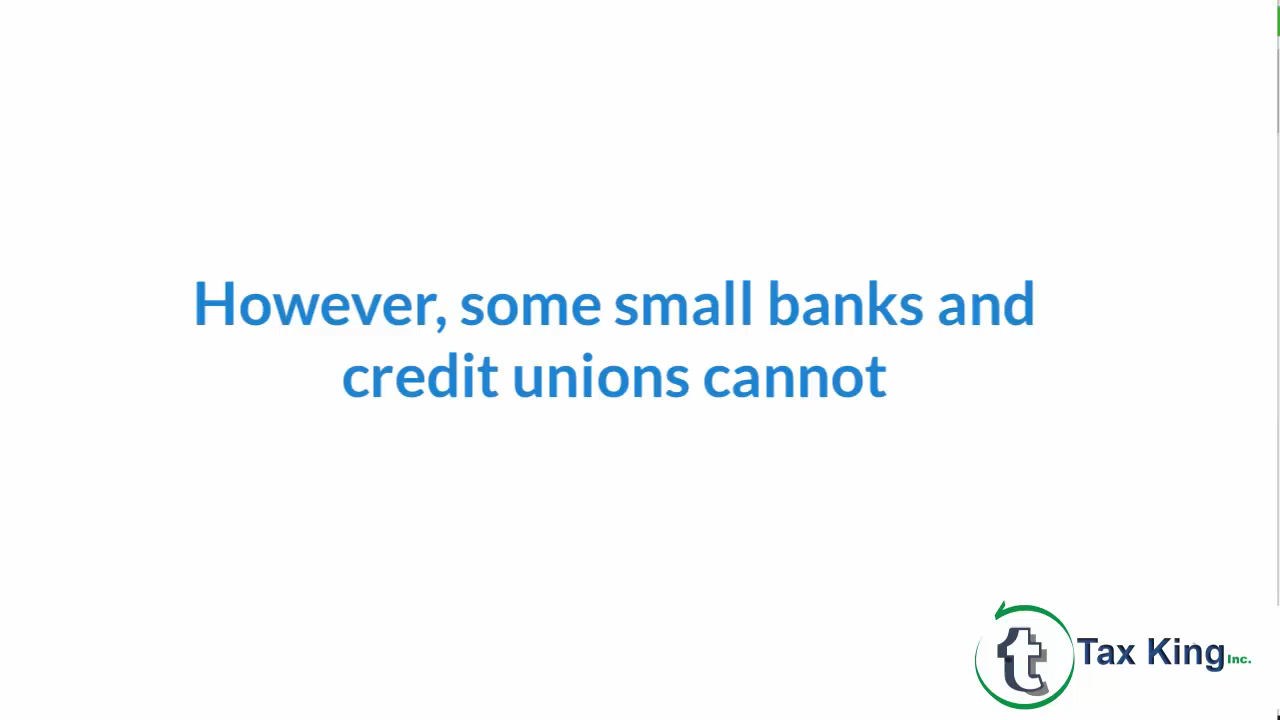 However, some small banks and
credit unions cannot
t
Tax King Inc.